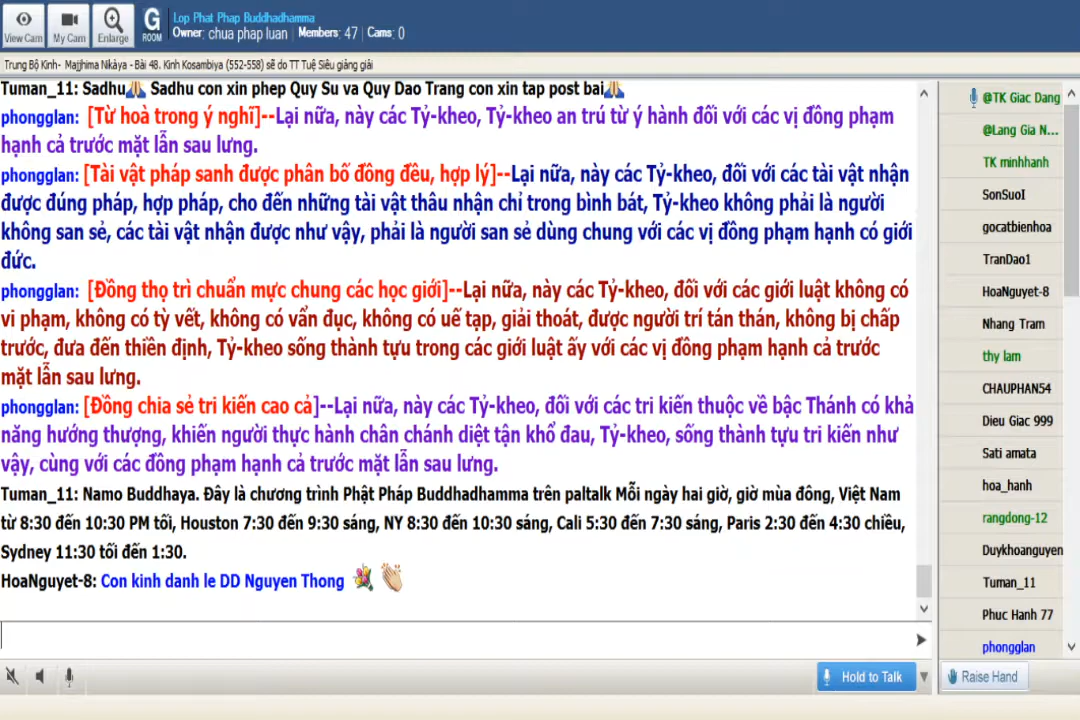 View Cam
My Cam
Enlarge
G
ROOM
Lop Phat Phap Buddhadhamma
Owner: chua phap luan | Members: 47 | Cams: 0
Trung Bộ Kinh- Majjhima Nikàya - Bài 48. Kinh Kosambiya (552-558) sẽ do TT Tuệ Siêu giảng giải
Tuman_11: Sadhu🙏 Sadhu con xin phep Quy Su va Quy Dao Trang con xin tap post bai🙏
phongglan: [Từ hoà trong ý nghĩ]--Lại nữa, này các Tỷ-kheo, Tỷ-kheo an trú từ ý hành đối với các vị đồng phạm
hạnh cả trước mặt lẫn sau lưng.
phongglan: [Tài vật pháp sanh được phân bố đồng đều, hợp lý]--Lại nữa, này các Tỷ-kheo, đối với các tài vật nhận
được đúng pháp, hợp pháp, cho đến những tài vật thâu nhận chỉ trong bình bát, Tỷ-kheo không phải là người
không san sẻ, các tài vật nhận được như vậy, phải là người san sẻ dùng chung với các vị đồng phạm hạnh có giới
đức.
phongglan: [Đồng thọ trì chuẩn mực chung các học giới]--Lại nữa, này các Tỷ-kheo, đối với các giới luật không có
vi phạm, không có tỳ vết, không có vẩn đục, không có uế tạp, giải thoát, được người trí tán thán, không bị chấp
trước, đưa đến thiền định, Tỷ-kheo sống thành tựu trong các giới luật ấy với các vị đồng phạm hạnh cả trước
mặt lẫn sau lưng.
phongglan: [Đồng chia sẻ tri kiến cao cả]--Lại nữa, này các Tỷ-kheo, đối với các tri kiến thuộc về bậc Thánh có khả
năng hướng thượng, khiến người thực hành chân chánh diệt tận khổ đau, Tỷ-kheo, sống thành tựu tri kiến như
vậy, cùng với các đồng phạm hạnh cả trước mặt lẫn sau lưng.
Tuman_11: Namo Buddhaya. Đây là chương trình Phật Pháp Buddhadhamma trên paltalk Mỗi ngày hai giờ, giờ mùa đông, Việt Nam
từ 8:30 đến 10:30 PM tối, Houston 7:30 đến 9:30 sáng, NY 8:30 đến 10:30 sáng, Cali 5:30 đến 7:30 sáng, Paris 2:30 đến 4:30 chiều,
Sydney 11:30 tối đến 1:30.
HoaNguyet-8: Con kinh danh le DD Nguyen Thong 💐 👏
@TK Giac Dang
@Lang Gia N...
TK minhhanh
SonSuoI
gocatbienhoa
TranDao1
HoaNguyet-8
Nhang Tram
thy lam
CHAUPHAN54
Dieu Giac 999
Sati amata
hoa_hanh
rangdong-12
Duykhoanguyen
Tuman_11
Phuc Hanh 77
phongglan
Hold to Talk
Raise Hand